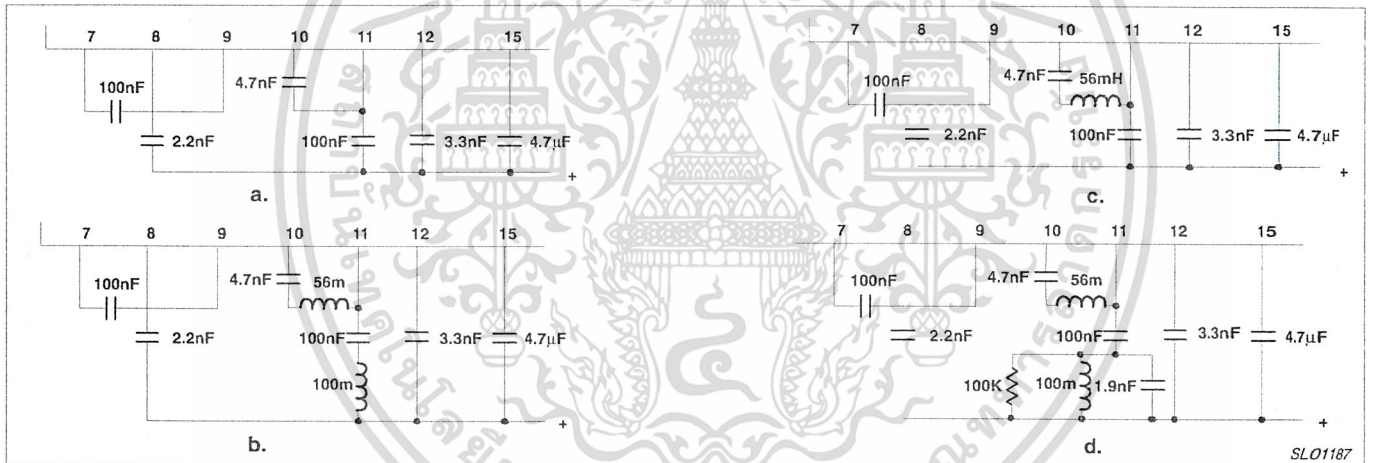 7 8 9 10 11 12 15
100nF 4.7nF
2.2nF 100nF 3.3nF 4.7µF
+
a.
7 8 9 10 11 12 15
100nF 4.7nF 56mH
2.2nF 100nF 3.3nF 4.7µF
+
c.
7 8 9 10 11 12 15
100nF 4.7nF 56m
2.2nF 100nF 3.3nF 4.7µF
100m
+
b.
7 8 9 10 11 12 15
100nF 4.7nF 56m
2.2nF 100nF 3.3nF 4.7µF
100K 100m 1.9nF
+
d.
SL01187